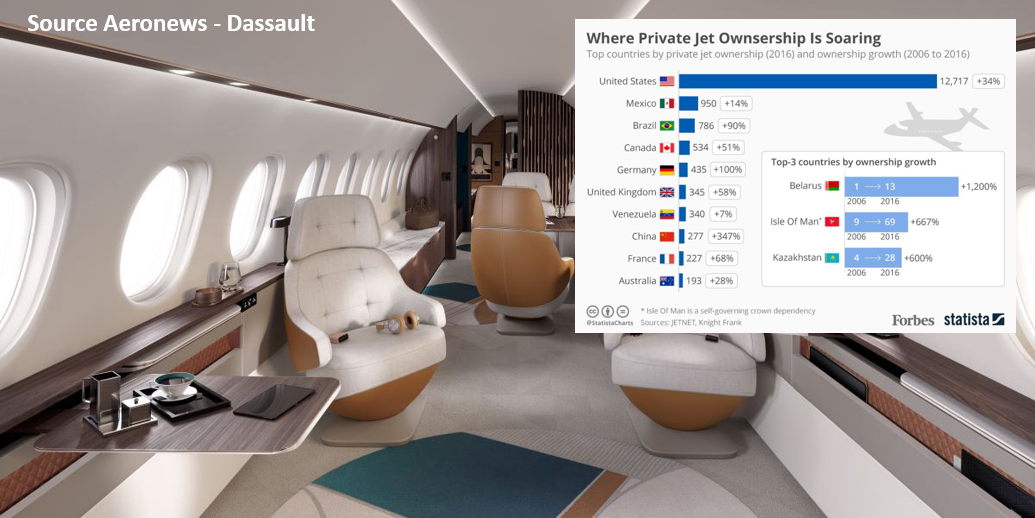 Source Aeronews - Dassault
Where Private Jet Ownsership Is Soaring
Top countries by private jet ownership (2016) and ownership growth (2006 to 2016)
United States 12,717 +34%
Mexico 950 +14%
Brazil 786 +90%
Canada 534 +51%
Germany 435 +100%
United Kingdom 345 +58%
Venezuela 340 +7%
China 277 +347%
France 227 +68%
Australia 193 +28%
Top-3 countries by ownership growth
Belarus 1 → 13 +1,200%
2006 2016
Isle Of Man* 9 → 69 +667%
2006 2016
Kazakhstan 4 → 28 +600%
2006 2016
cc
@StatistaCharts
* Isle Of Man is a self-governing crown dependency
Sources: JETNET, Knight Frank
Forbes statista